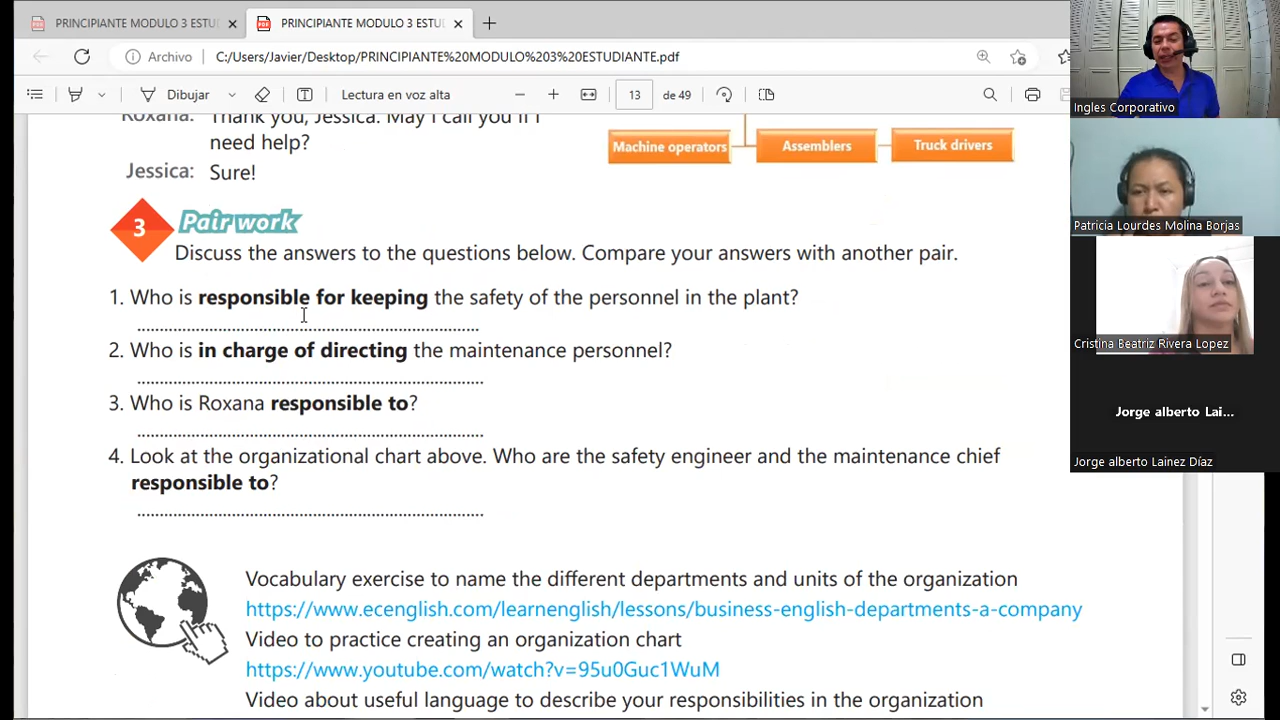 PRINCIPIANTE MODULO 3 ESTUDI
PRINCIPIANTE MODULO 3 ESTUDI
Archivo
C:/Users/Javier/Desktop/PRINCIPIANTE%20MODULO%203%20ESTUDIANTE.pdf
Dibujar
Lectura en voz alta
13
de 49
Roxana: Thank you, Jessica. May I call you if I
need help?
Jessica: Sure!
Machine operators
Assemblers
Truck drivers
3 Pair work
Discuss the answers to the questions below. Compare your answers with another pair.
1. Who is responsible for keeping the safety of the personnel in the plant?
2. Who is in charge of directing the maintenance personnel?
3. Who is Roxana responsible to?
4. Look at the organizational chart above. Who are the safety engineer and the maintenance chief
responsible to?
Vocabulary exercise to name the different departments and units of the organization
https://www.ecenglish.com/learnenglish/lessons/business-english-departments-a-company
Video to practice creating an organization chart
https://www.youtube.com/watch?v=95u0Guc1WuM
Video about useful language to describe your responsibilities in the organization
Ingles Corporativo
Patricia Lourdes Molina Borjas
Cristina Beatriz Rivera Lopez
Jorge alberto Lai...
Jorge alberto Lainez Díaz